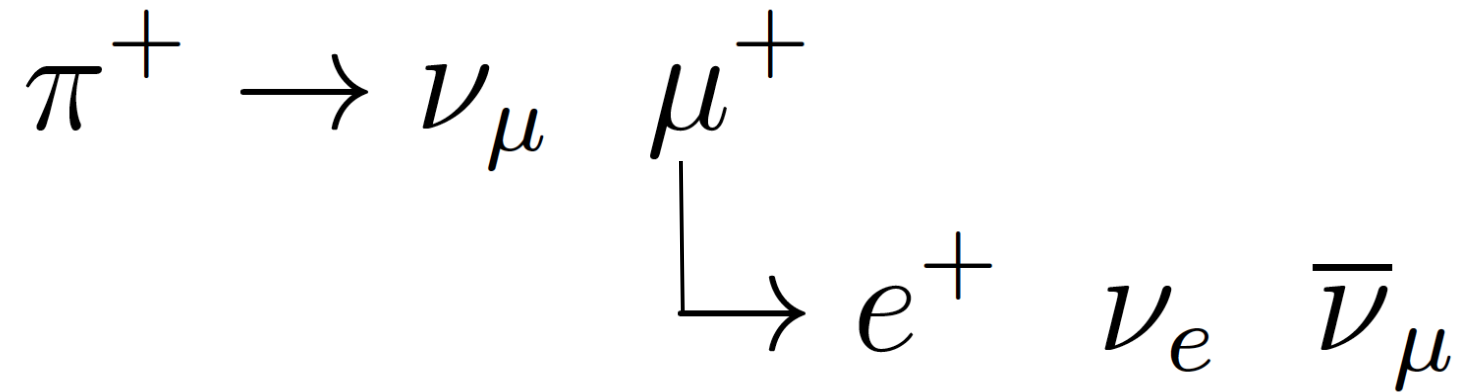 π⁺ → ν_μ μ⁺
→ e⁺ ν_e ν̅_μ